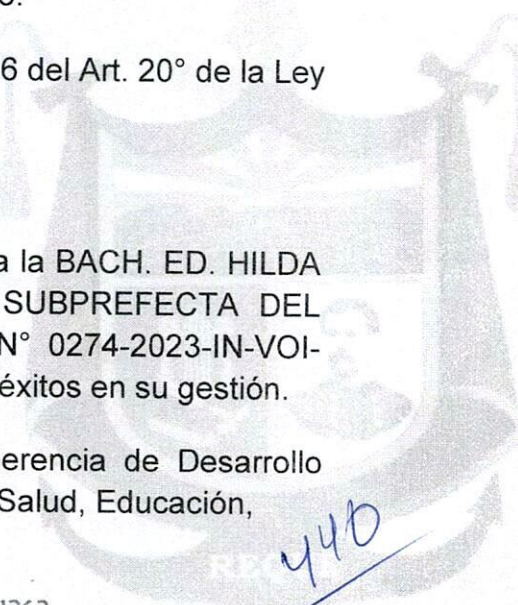 6 del Art. 20° de la Ley
a la BACH. ED. HILDA
SUBPREFECTA DEL
N° 0274-2023-IN-VOI-
éxitos en su gestión.
erencia de Desarrollo
Salud, Educación,
440